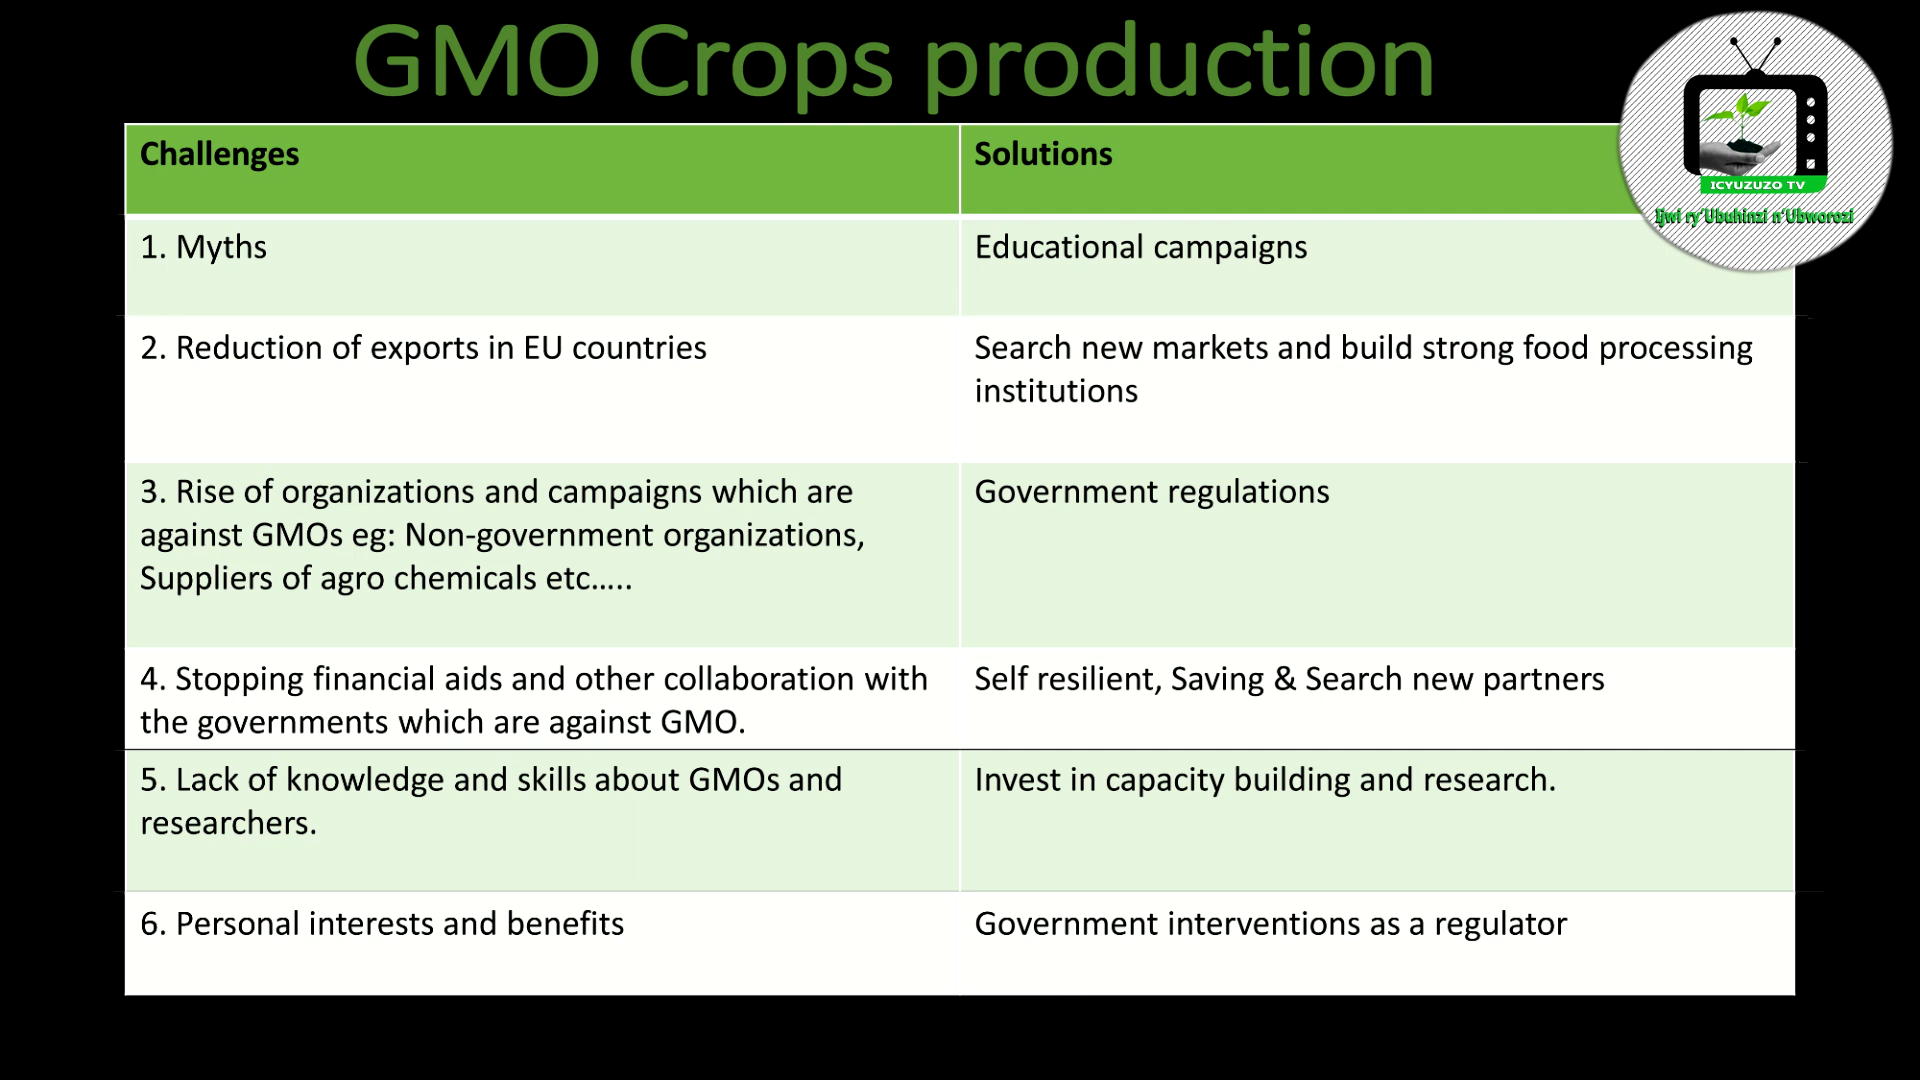 GMO Crops production
ICYUZUZO TV
Ijwi ry'Ubuhinzi n'Ubworozi
Challenges
Solutions
1. Myths
Educational campaigns
2. Reduction of exports in EU countries
Search new markets and build strong food processing
institutions
3. Rise of organizations and campaigns which are
against GMOs eg: Non-government organizations,
Suppliers of agro chemicals etc.....
Government regulations
4. Stopping financial aids and other collaboration with
the governments which are against GMO.
Self resilient, Saving & Search new partners
5. Lack of knowledge and skills about GMOs and
researchers.
Invest in capacity building and research.
6. Personal interests and benefits
Government interventions as a regulator